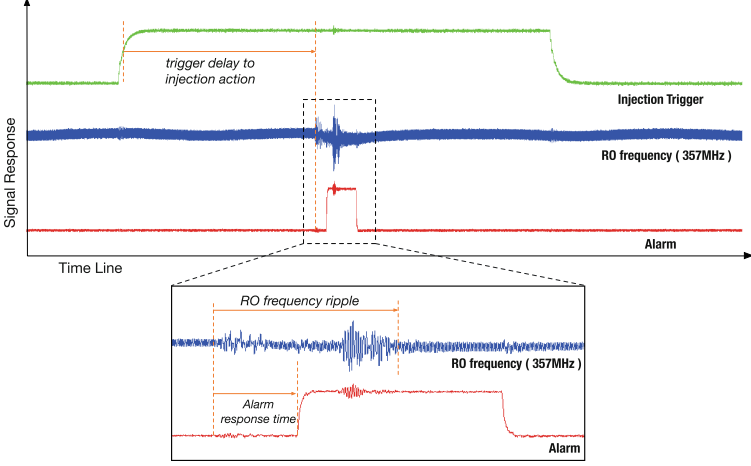 trigger delay to
injection action
Injection Trigger
Signal Response
RO frequency ( 357MHz )
Alarm
Time Line
RO frequency ripple
RO frequency ( 357MHz )
Alarm
response time
Alarm